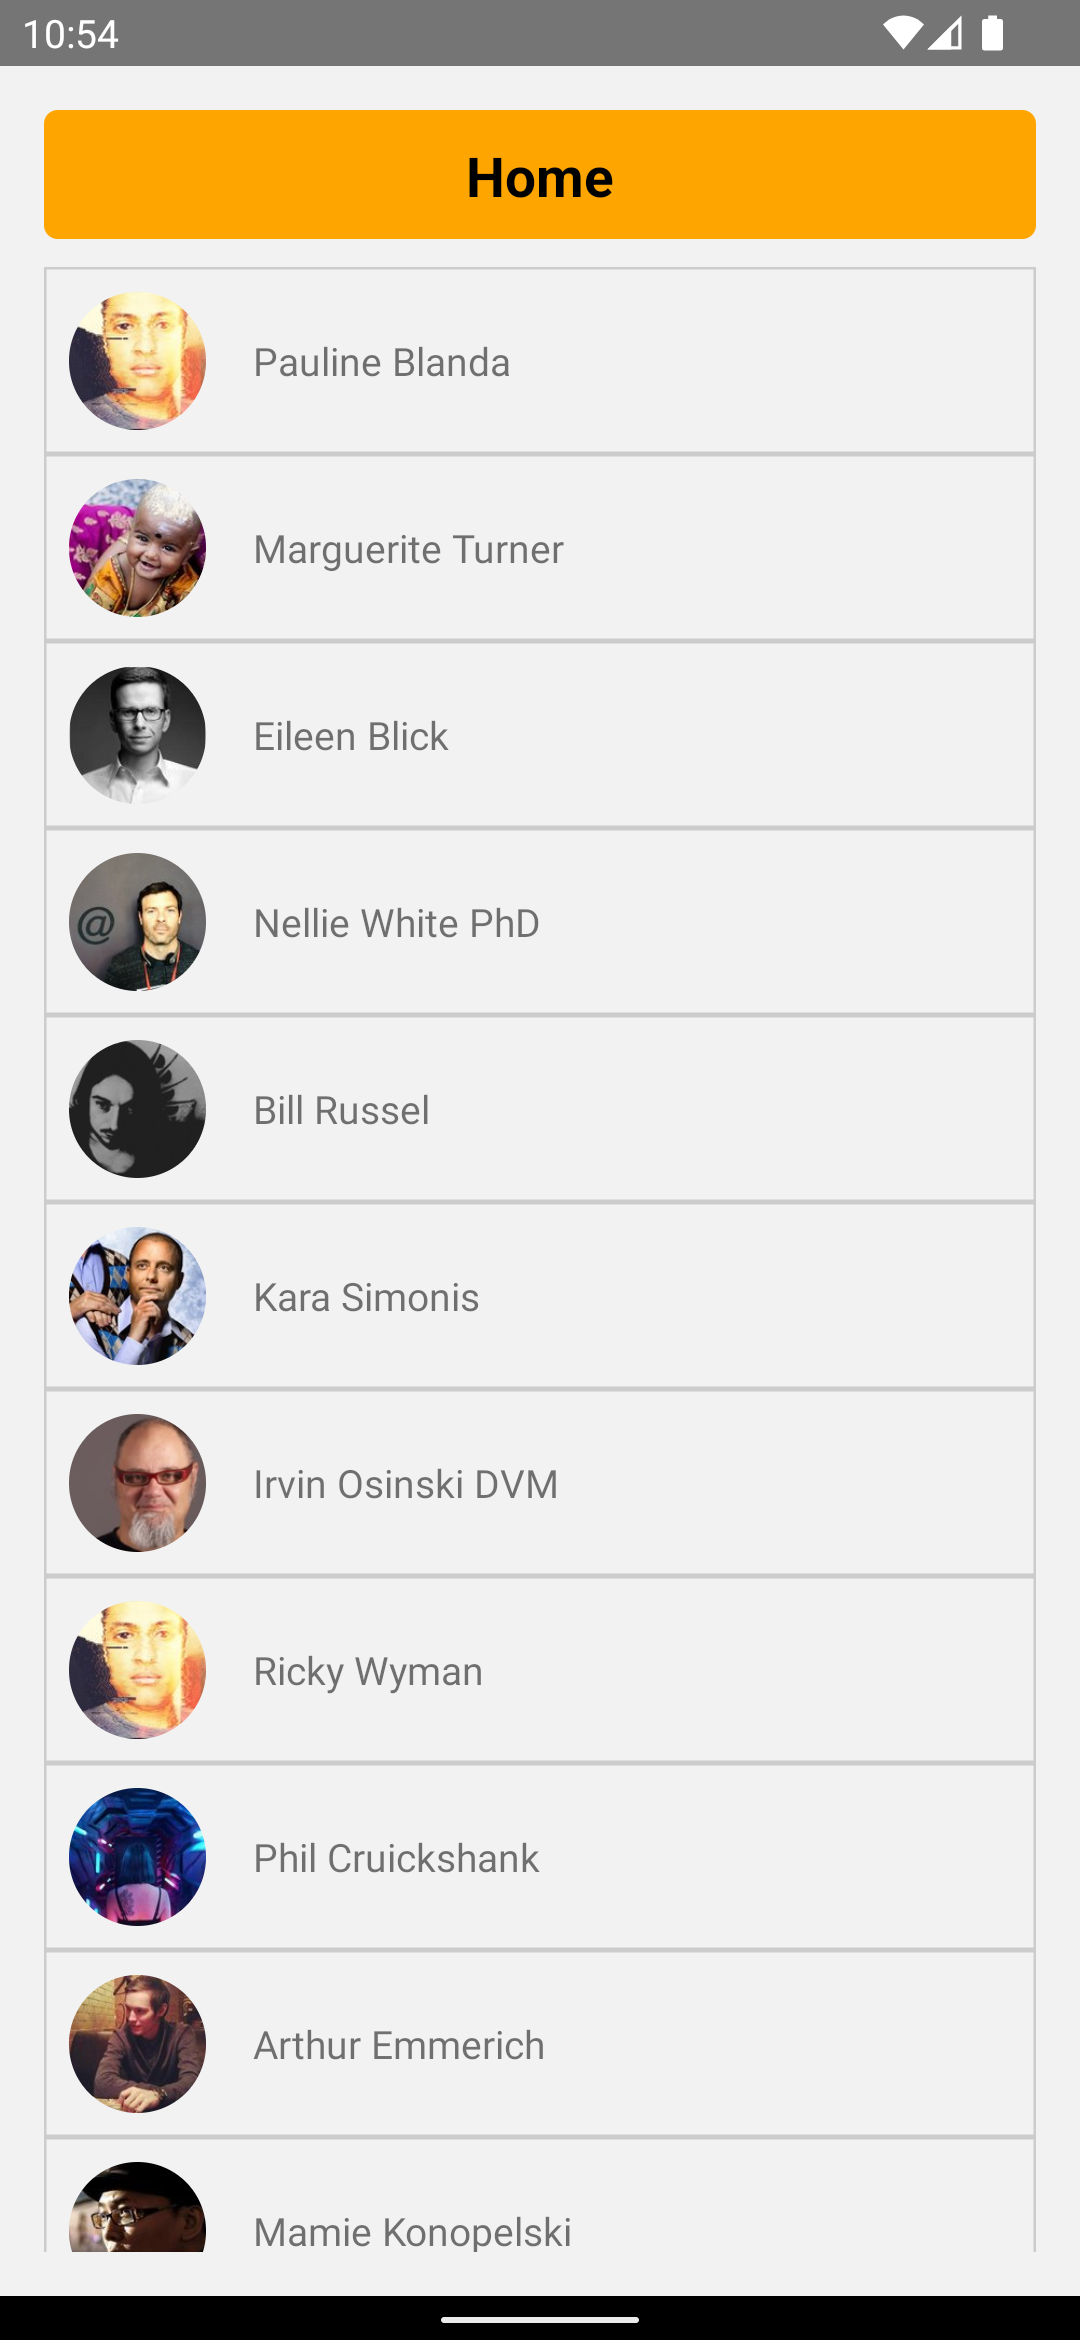 10:54
Home
Pauline Blanda
Marguerite Turner
Eileen Blick
@
Nellie White PhD
Bill Russel
Kara Simonis
Irvin Osinski DVM
Ricky Wyman
Phil Cruickshank
Arthur Emmerich
Mamie Konopelski